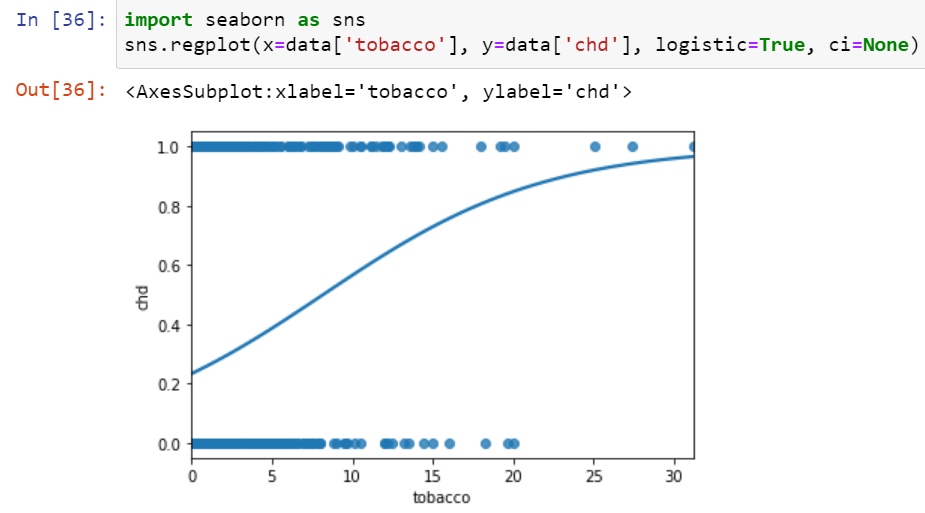 In [36]: import seaborn as sns
sns.regplot(x=data['tobacco'], y=data['chd'], logistic=True, ci=None)
Out[36]: <AxesSubplot:xlabel='tobacco', ylabel='chd'>
1.0
0.8
0.6
0.4
0.2
0.0
chd
0 5 10 15 20 25 30
tobacco